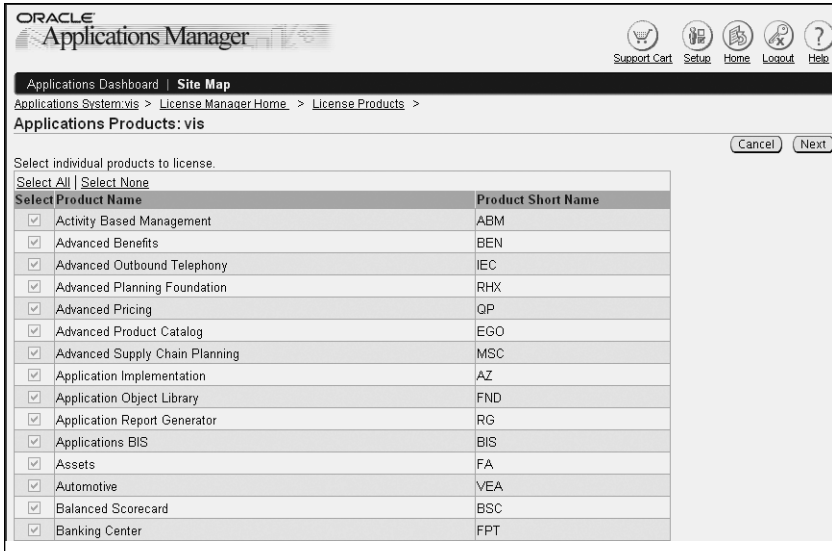 ORACLE
Applications Manager
Support Cart Setup Home Logout Help
Applications Dashboard | Site Map
Applications System:vis > License Manager Home > License Products >
Applications Products: vis
Cancel Next
Select individual products to license.
Select All | Select None
Select Product Name Product Short Name
Activity Based Management ABM
Advanced Benefits BEN
Advanced Outbound Telephony IEC
Advanced Planning Foundation RHX
Advanced Pricing QP
Advanced Product Catalog EGO
Advanced Supply Chain Planning MSC
Application Implementation AZ
Application Object Library FND
Application Report Generator RG
Applications BIS BIS
Assets FA
Automotive VEA
Balanced Scorecard BSC
Banking Center FPT